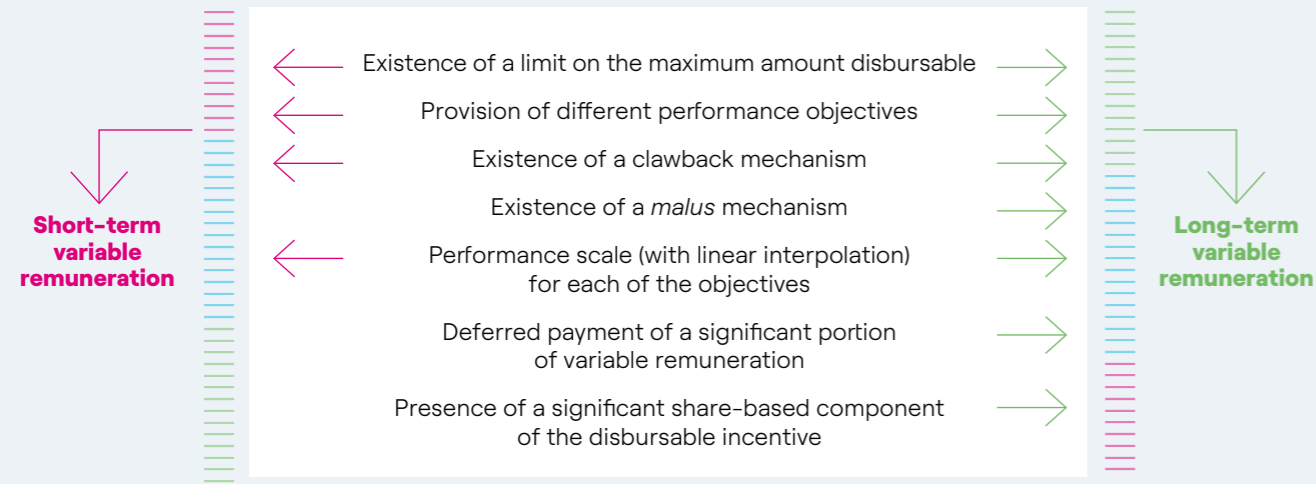 Existence of a limit on the maximum amount disbursable
Provision of different performance objectives
Existence of a clawback mechanism
Existence of a malus mechanism
Short-term
variable
remuneration
Performance scale (with linear interpolation)
for each of the objectives
Long-term
variable
remuneration
Deferred payment of a significant portion
of variable remuneration
Presence of a significant share-based component
of the disbursable incentive